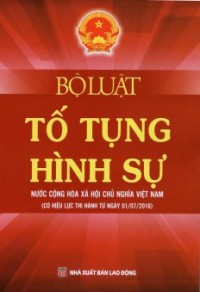 BỘ LUẬT
TỐ TỤNG
HÌNH SỰ
NƯỚC CỘNG HÒA XÃ HỘI CHỦ NGHĨA VIỆT NAM
(CÓ HIỆU LỰC THI HÀNH TỪ NGÀY 01/07/2016)
NHÀ XUẤT BẢN LAO ĐỘNG